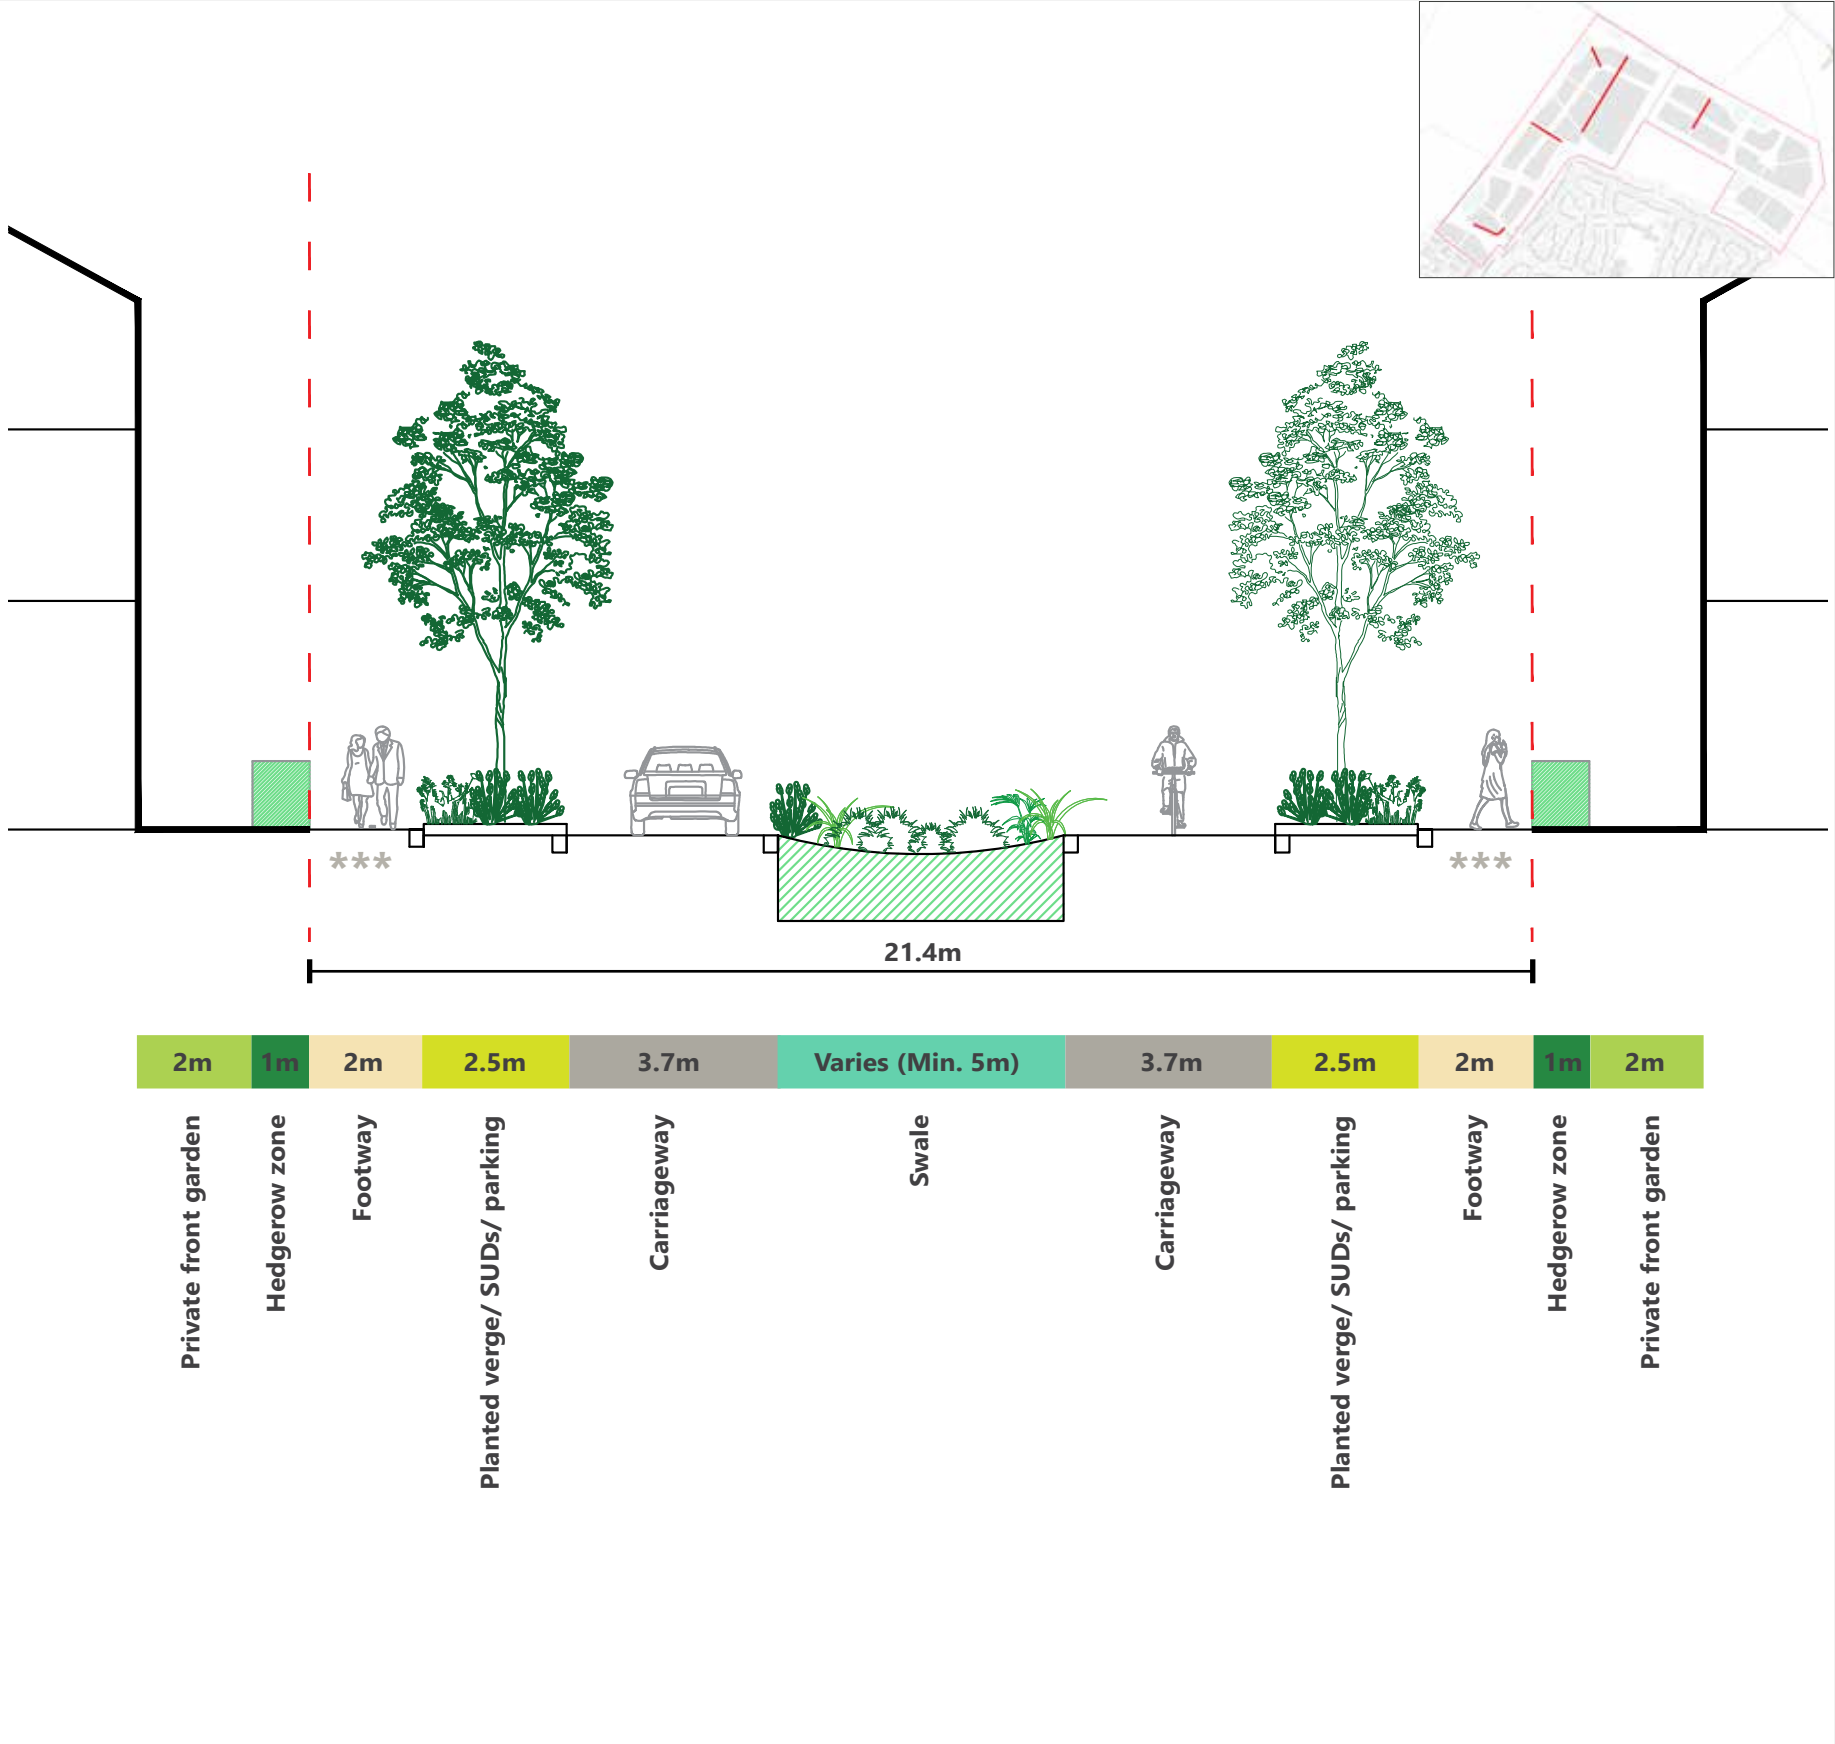 *** ***
21.4m
2m 1m 2m 2.5m 3.7m Varies (Min. 5m) 3.7m 2.5m 2m 1m 2m
Private front garden
Hedgerow zone
Footway
Planted verge/ SUDs/ parking
Carriageway
Swale
Carriageway
Planted verge/ SUDs/ parking
Footway
Hedgerow zone
Private front garden